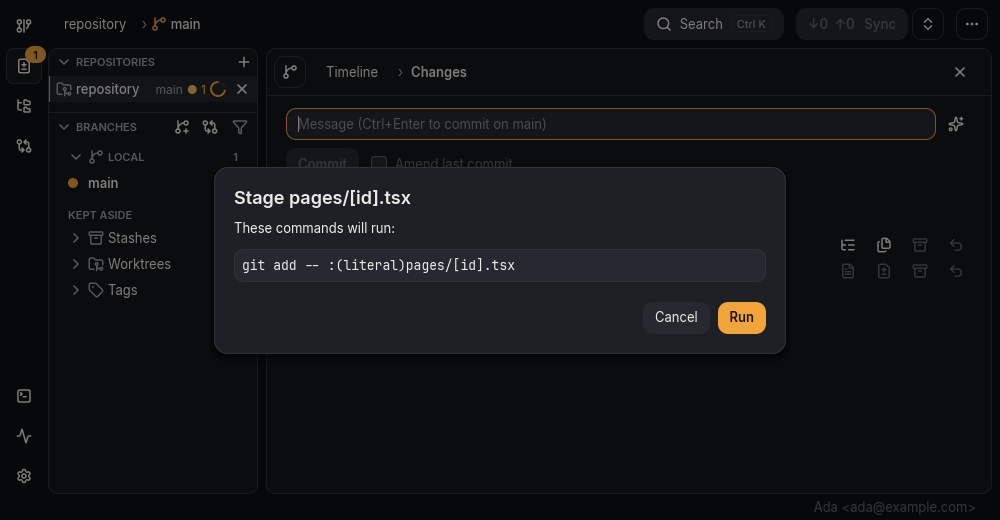 repository › main
Search Ctrl K
↓0 ↑0 Sync
1
REPOSITORIES
repository main 1
BRANCHES
LOCAL 1
main
KEPT ASIDE
Stashes
Worktrees
Tags
Timeline › Changes
Message (Ctrl+Enter to commit on main)
Commit Amend last commit
Stage pages/[id].tsx
These commands will run:
git add -- :(literal)pages/[id].tsx
Cancel Run
Ada <ada@example.com>